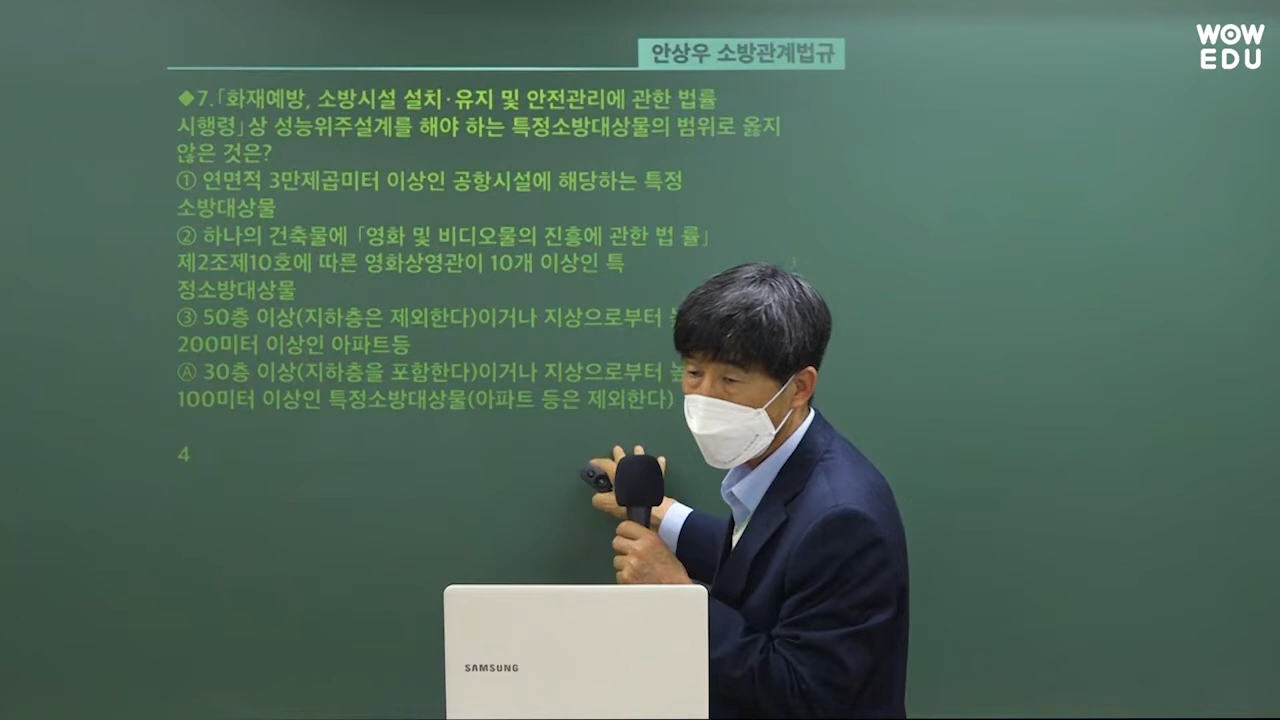 WOW
EDU
안상우 소방관계법규
◆7.「화재예방, 소방시설 설치·유지 및 안전관리에 관한 법률
시행령」상 성능위주설계를 해야 하는 특정소방대상물의 범위로 옳지
않은 것은?
① 연면적 3만제곱미터 이상인 공항시설에 해당하는 특정
소방대상물
② 하나의 건축물에 「영화 및 비디오물의 진흥에 관한 법 률」
제2조제10호에 따른 영화상영관이 10개 이상인 특
정소방대상물
③ 50층 이상(지하층은 제외한다)이거나 지상으로부터
200미터 이상인 아파트등
Ⓐ 30층 이상(지하층을 포함한다)이거나 지상으로부터
100미터 이상인 특정소방대상물(아파트 등은 제외한다)
4
SAMSUNG